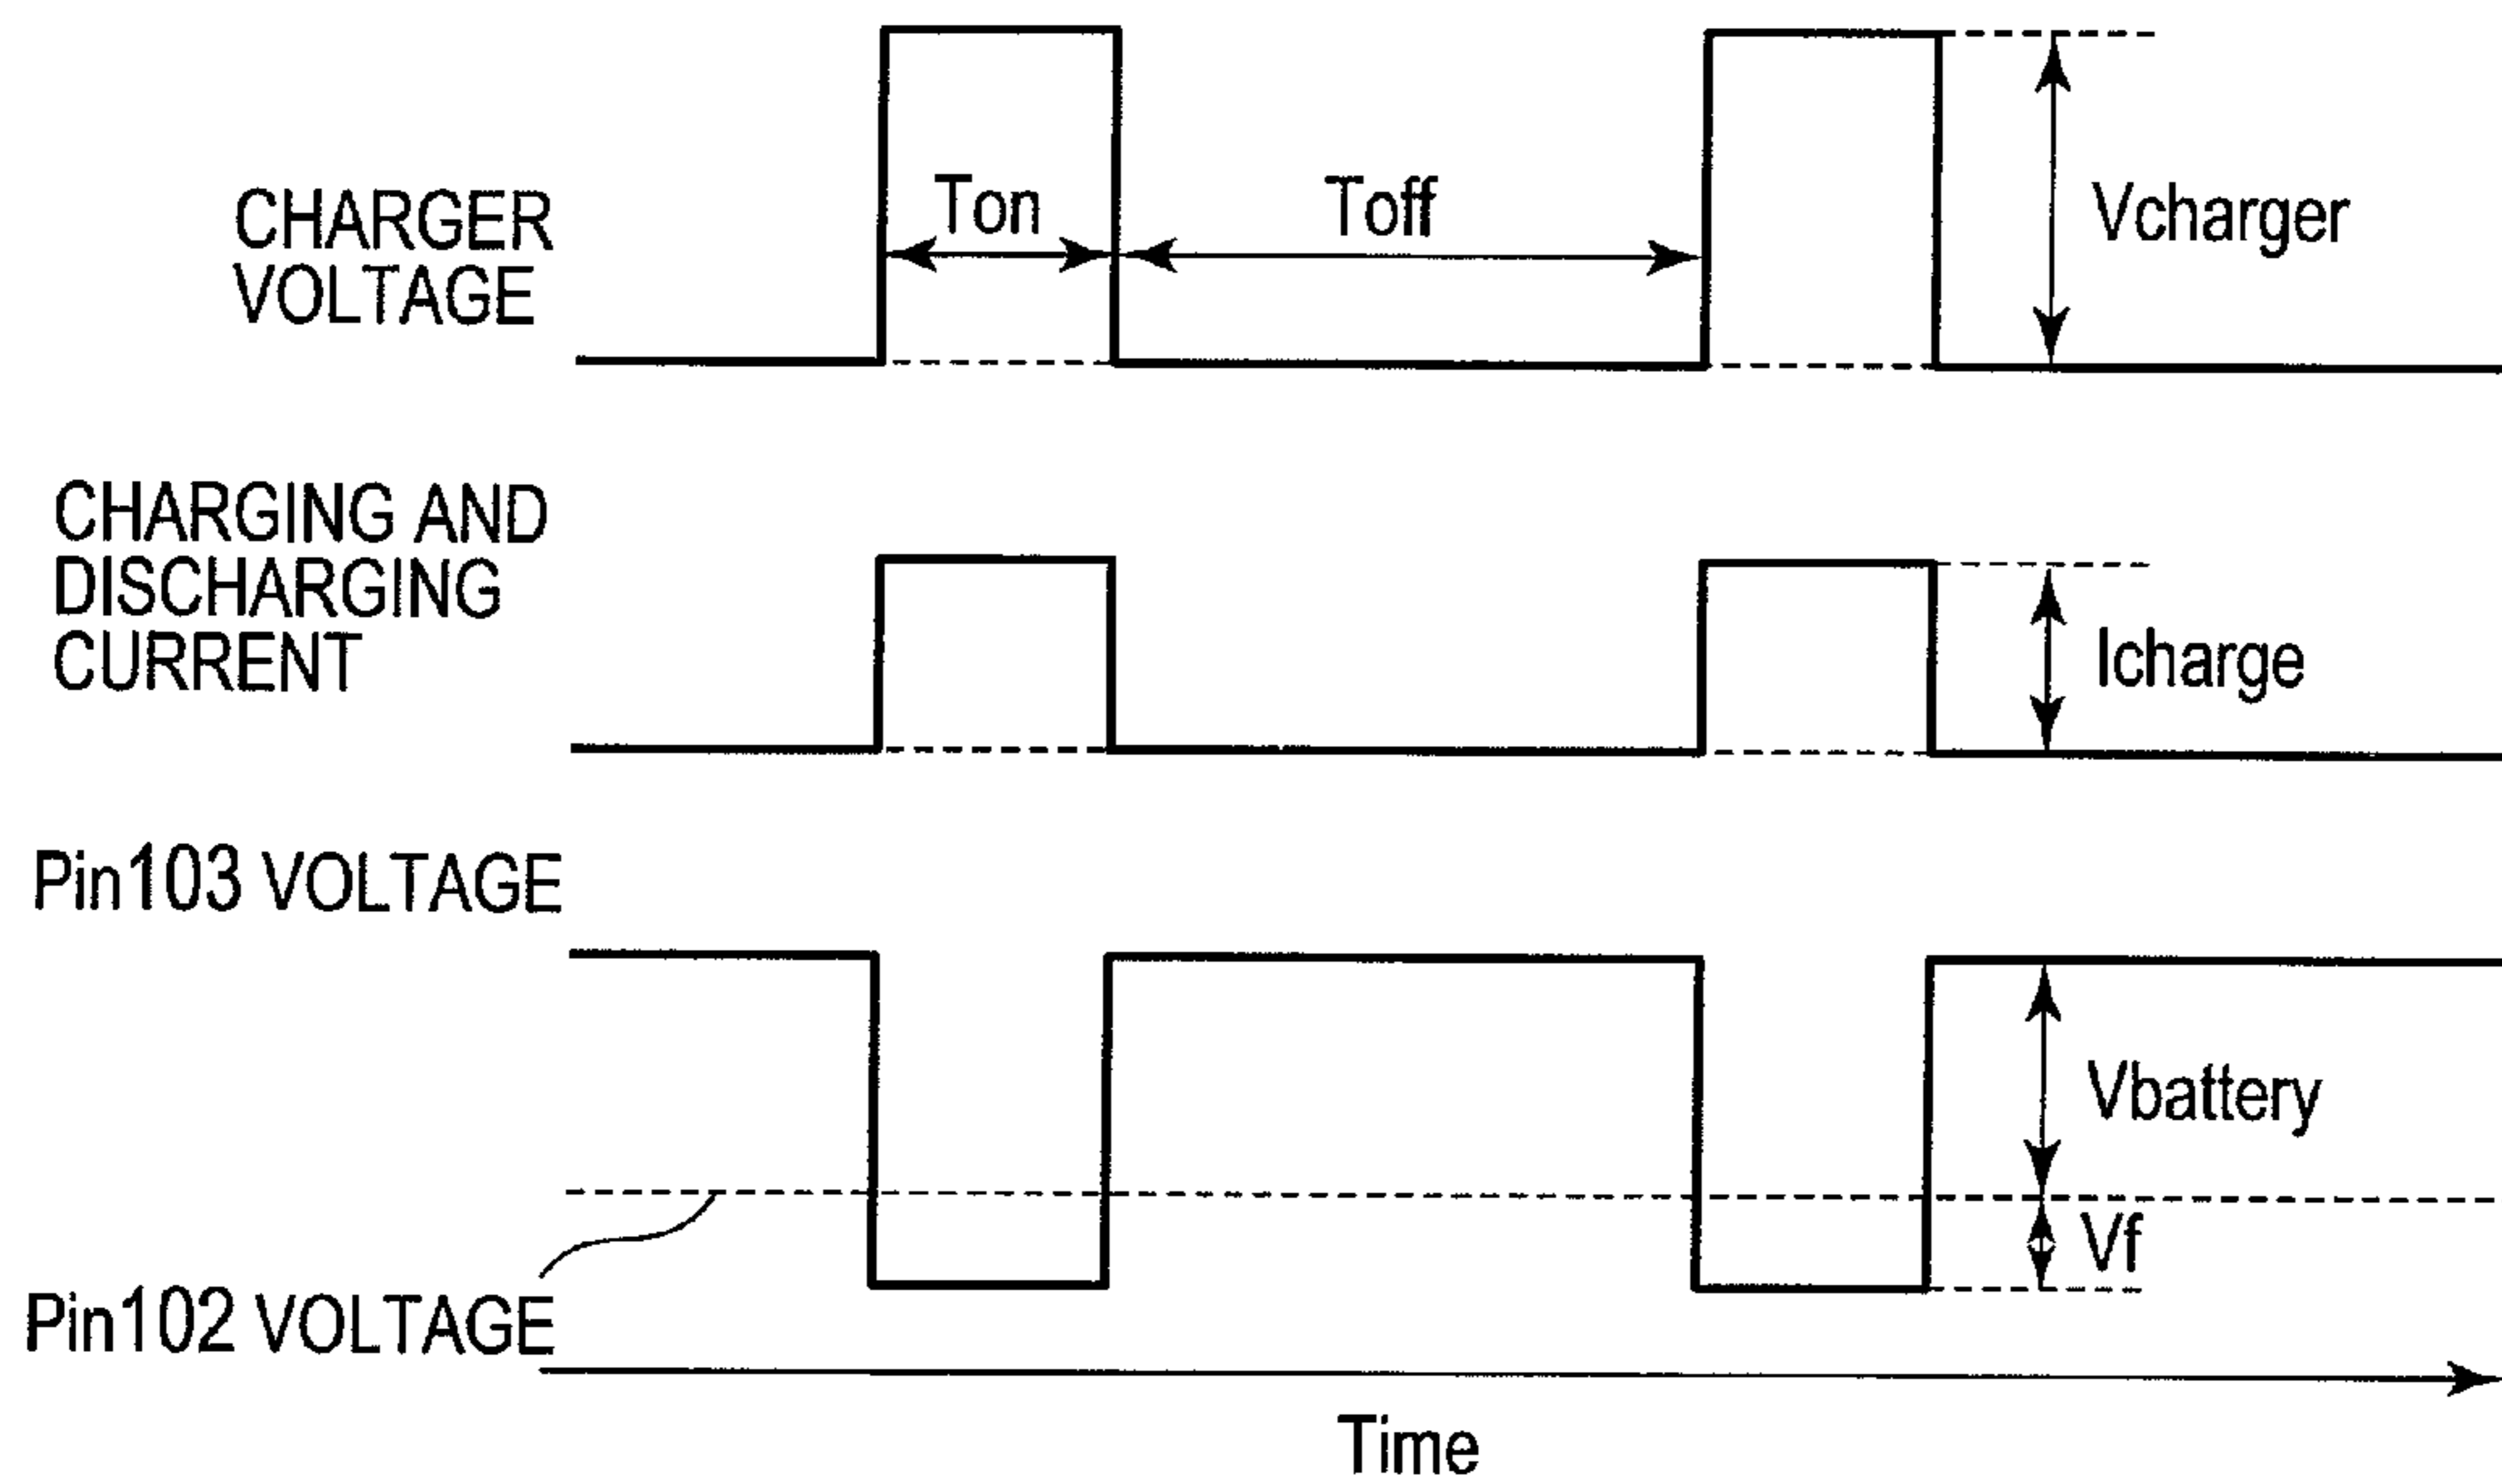 CHARGER
VOLTAGE
Ton
Toff
Vcharger
CHARGING AND
DISCHARGING
CURRENT
Icharge
Pin103 VOLTAGE
Vbattery
Vf
Pin102 VOLTAGE
Time